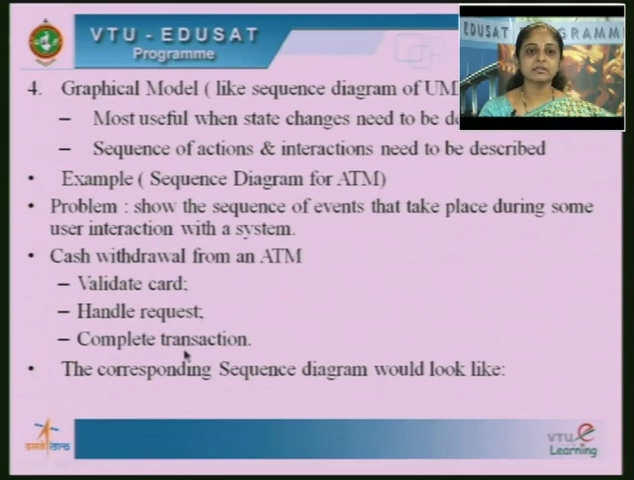 VTU - EDUSAT
Programme
EDUSAT
GRAMM
4. Graphical Model ( like sequence diagram of UM
– Most useful when state changes need to be de
– Sequence of actions & interactions need to be described
• Example ( Sequence Diagram for ATM)
• Problem : show the sequence of events that take place during some
user interaction with a system.
• Cash withdrawal from an ATM
– Validate card;
– Handle request;
– Complete transaction.
• The corresponding Sequence diagram would look like:
VTU e
Learning